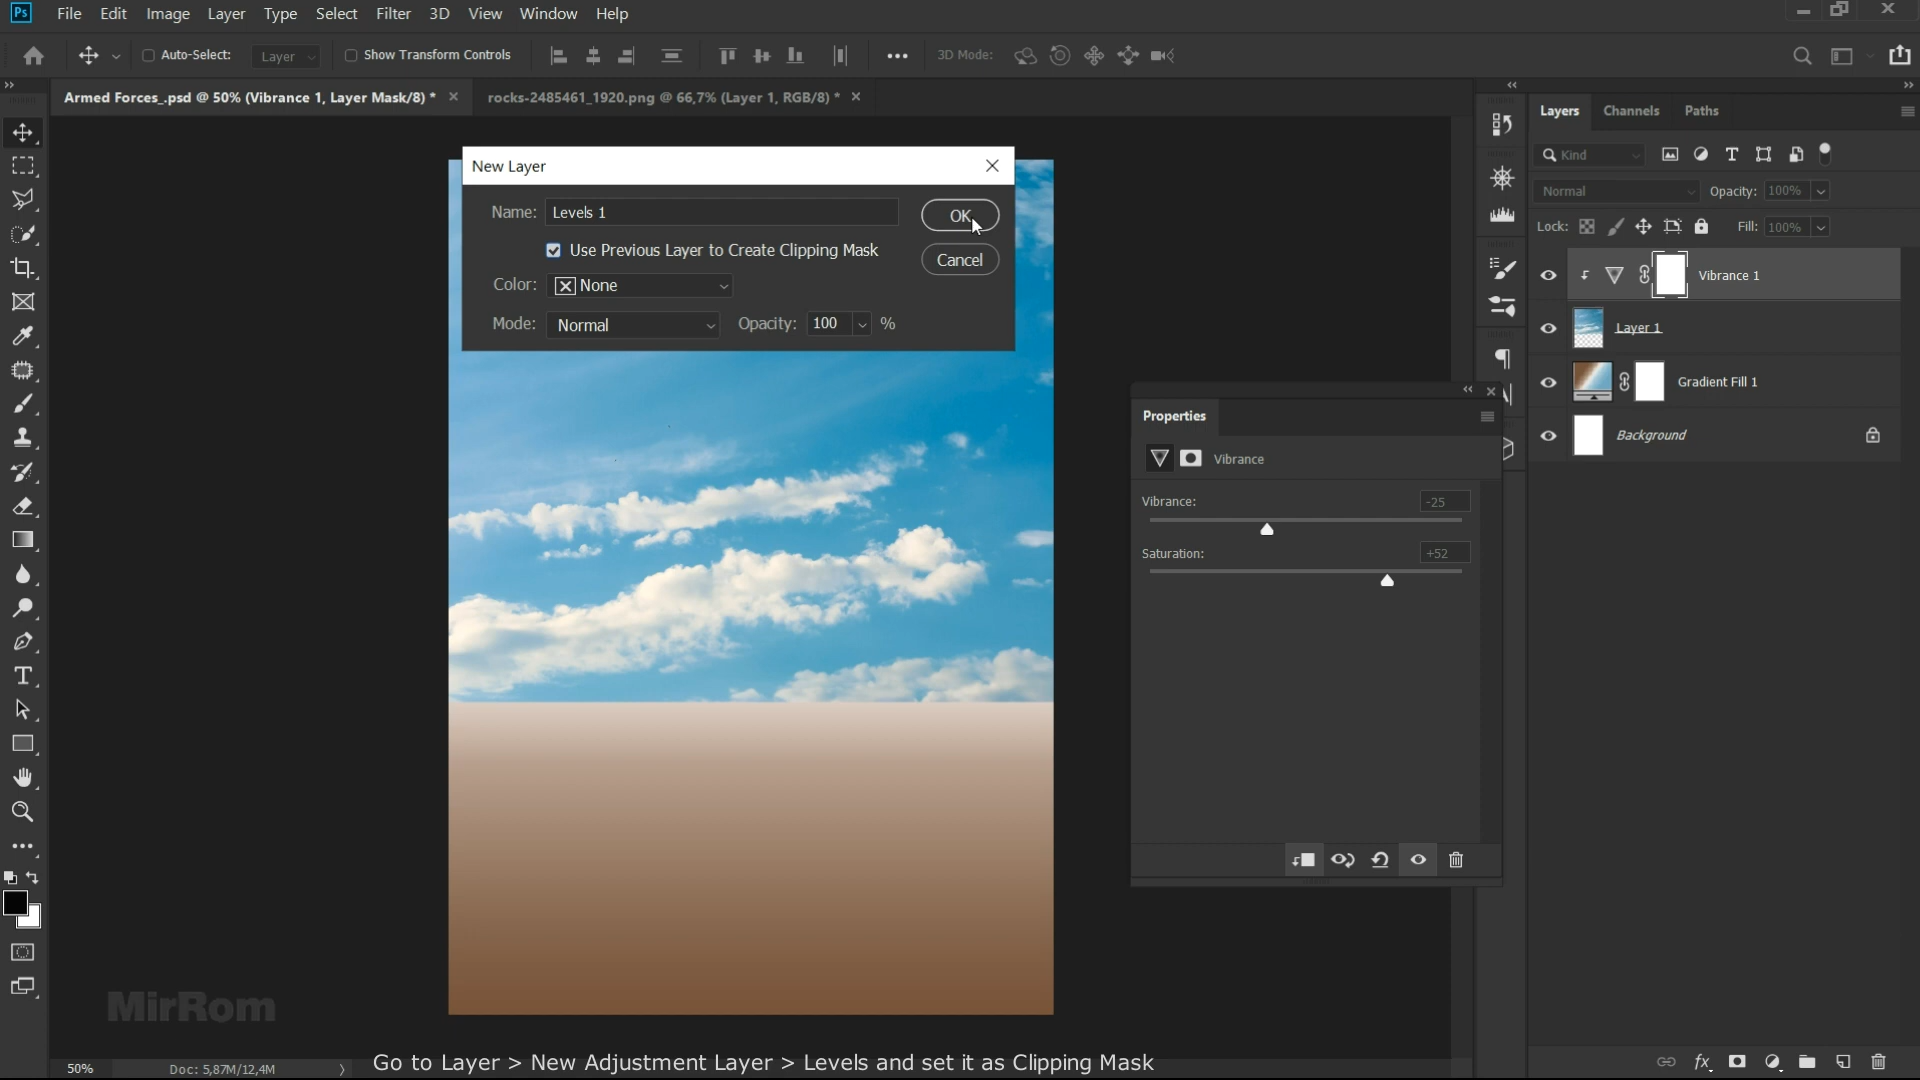 Ps File Edit Image Layer Type Select Filter 3D View Window Help
Auto-Select: Layer Show Transform Controls 3D Mode:
Armed Forces_.psd @ 50% (Vibrance 1, Layer Mask/8) * rocks-2485461_1920.png @ 66,7% (Layer 1, RGB/8) *
New Layer
Name: Levels 1
OK
Use Previous Layer to Create Clipping Mask
Cancel
Color: None
Mode: Normal Opacity: 100 %
Layers Channels Paths
Kind
Normal Opacity: 100%
Lock: Fill: 100%
Vibrance 1
Layer 1
Gradient Fill 1
Background
Properties
Vibrance
Vibrance: -25
Saturation: +52
MirRom
50% Doc: 5,87M/12,4M
Go to Layer > New Adjustment Layer > Levels and set it as Clipping Mask